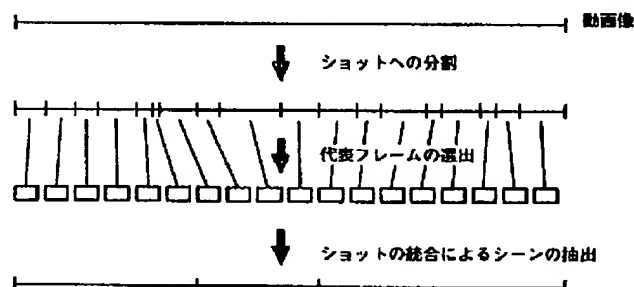 動画像
ショットへの分割
代表フレームの選出
ショットの統合によるシーンの抽出